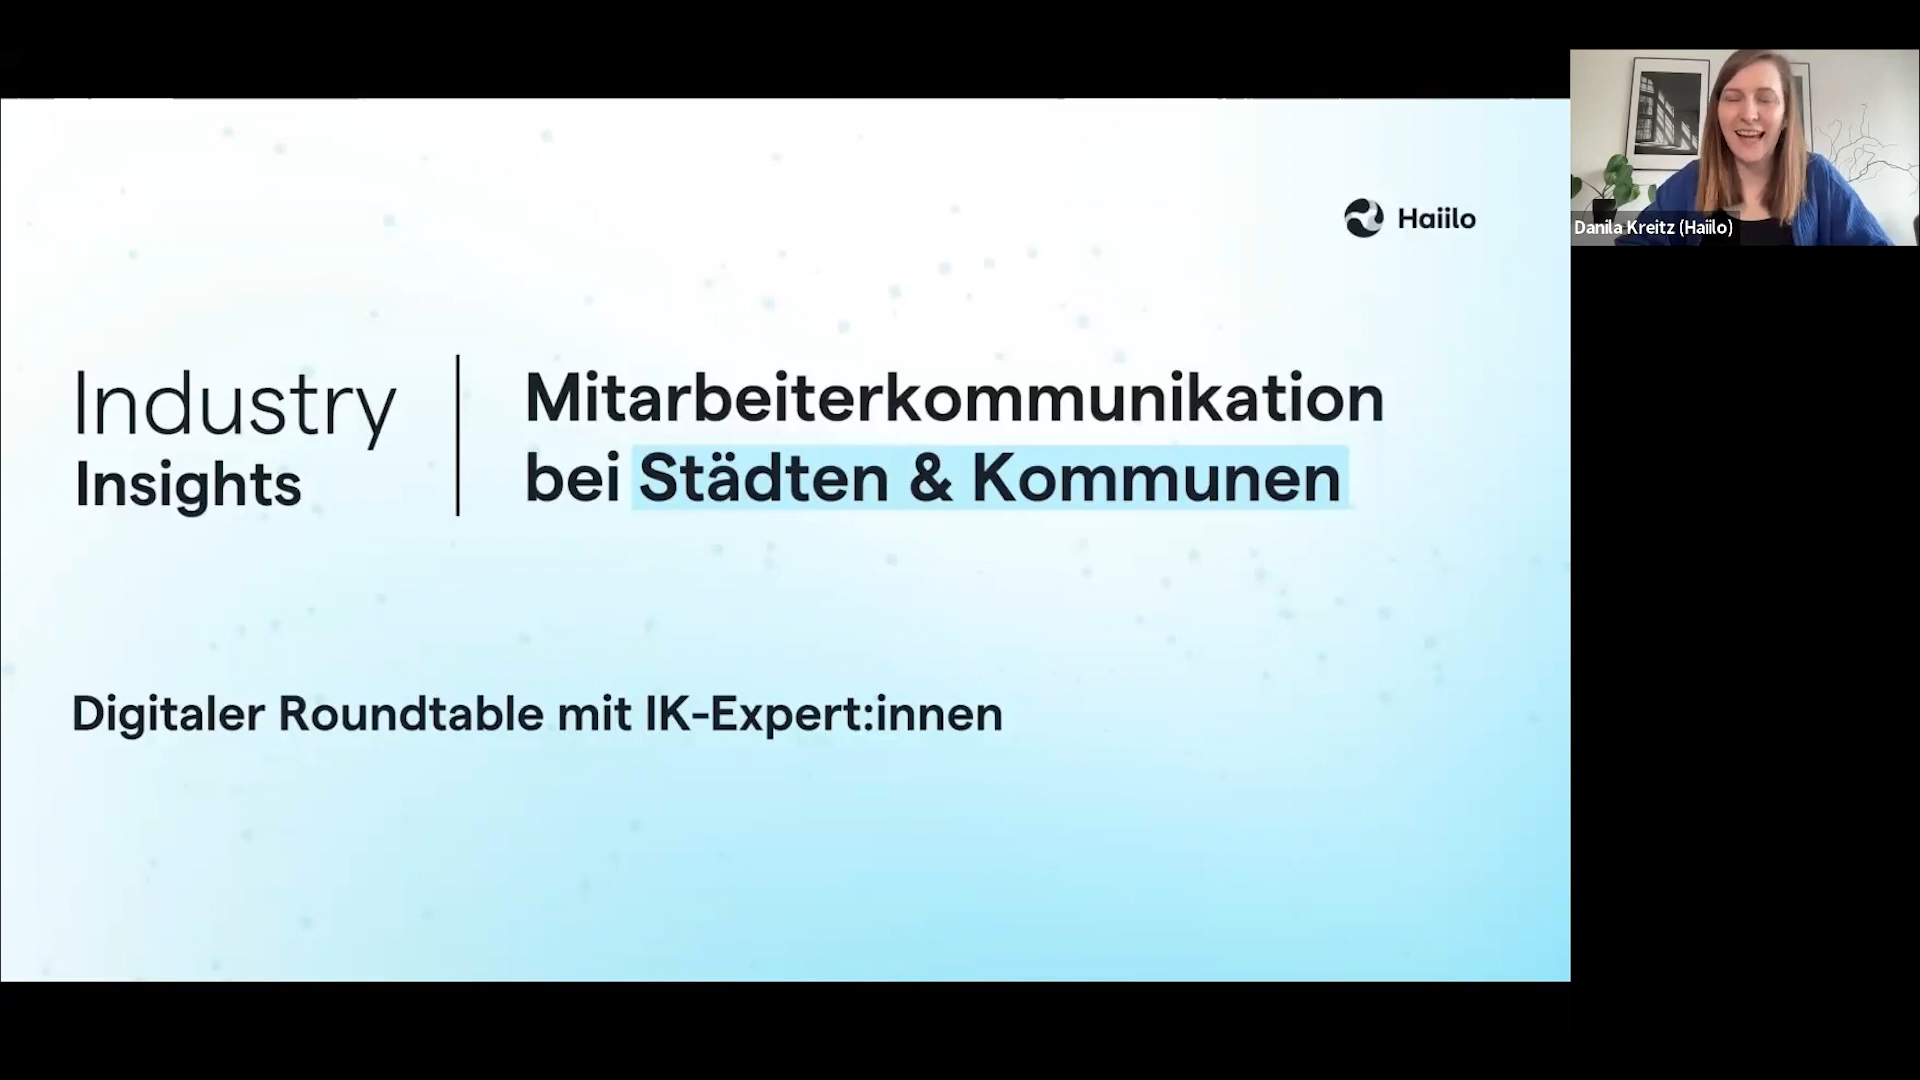 Haiilo
Danila Kreitz (Haiilo)
Industry
Insights
Mitarbeiterkommunikation
bei Städten & Kommunen
Digitaler Roundtable mit IK-Expert:innen